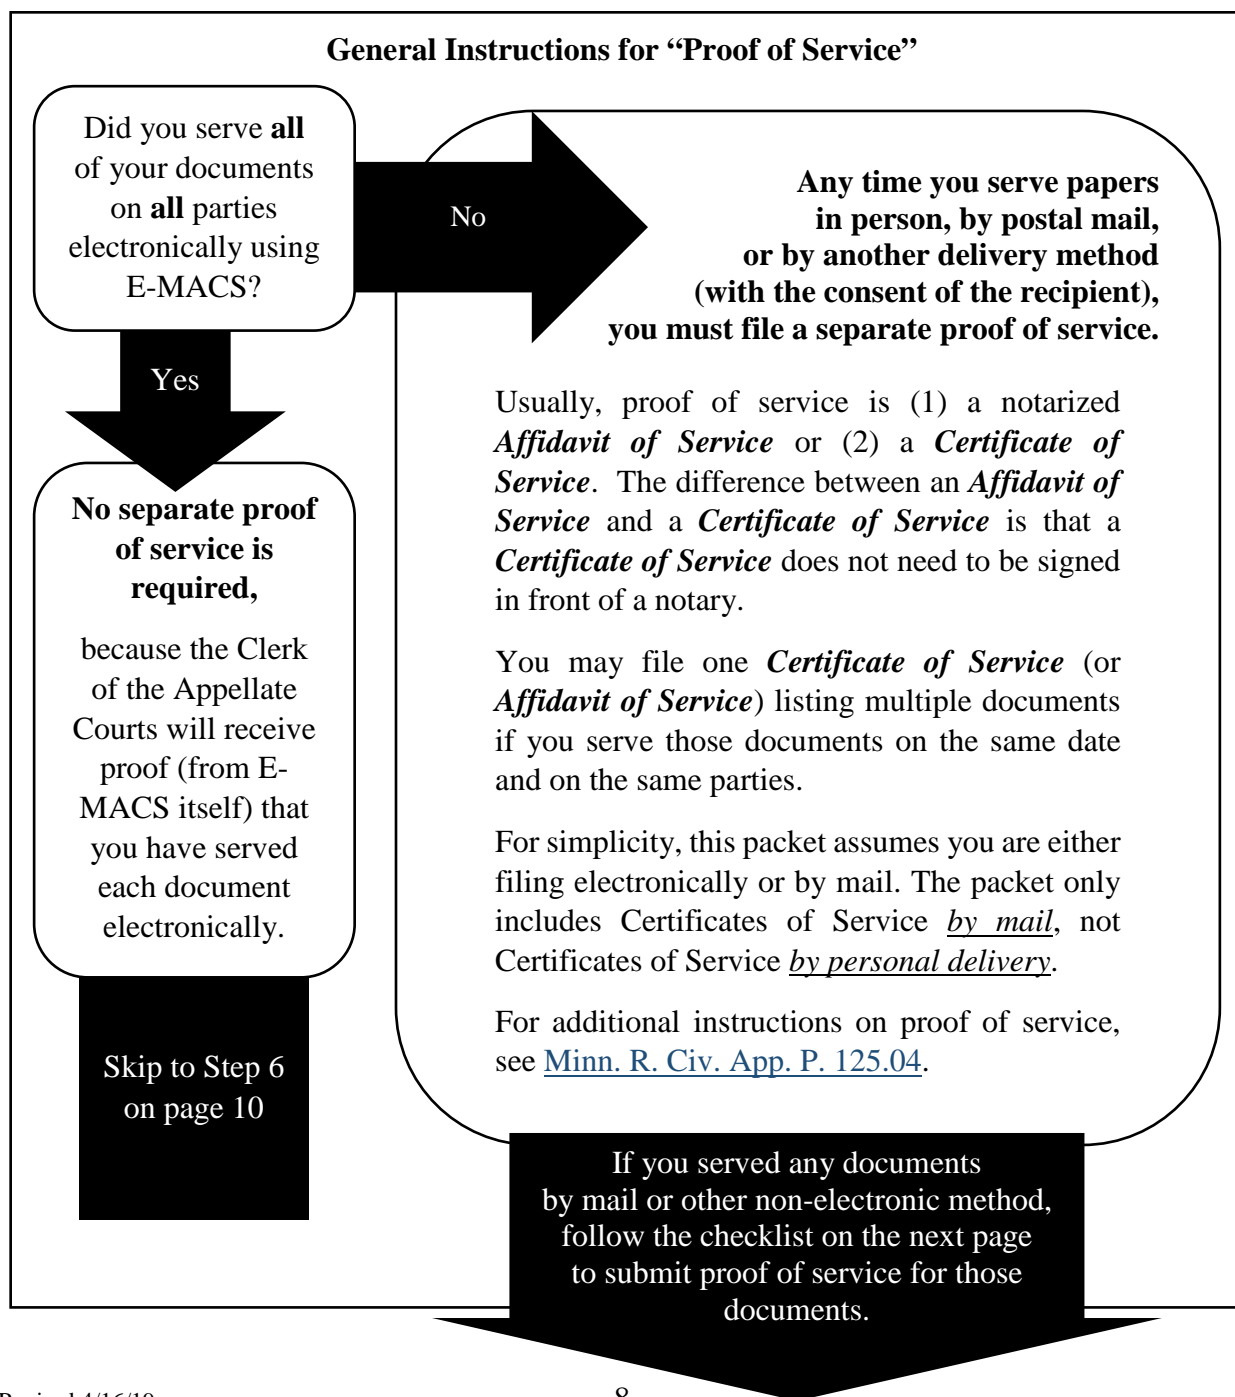 General Instructions for “Proof of Service”
Did you serve all
of your documents
on all parties
electronically using
E-MACS?
No
Yes
No separate proof
of service is
required,
because the Clerk
of the Appellate
Courts will receive
proof (from E-
MACS itself) that
you have served
each document
electronically.
Skip to Step 6
on page 10
Any time you serve papers
in person, by postal mail,
or by another delivery method
(with the consent of the recipient),
you must file a separate proof of service.
Usually, proof of service is (1) a notarized
Affidavit of Service or (2) a Certificate of
Service. The difference between an Affidavit of
Service and a Certificate of Service is that a
Certificate of Service does not need to be signed
in front of a notary.
You may file one Certificate of Service (or
Affidavit of Service) listing multiple documents
if you serve those documents on the same date
and on the same parties.
For simplicity, this packet assumes you are either
filing electronically or by mail. The packet only
includes Certificates of Service by mail, not
Certificates of Service by personal delivery.
For additional instructions on proof of service,
see Minn. R. Civ. App. P. 125.04.
If you served any documents
by mail or other non-electronic method,
follow the checklist on the next page
to submit proof of service for those
documents.
8